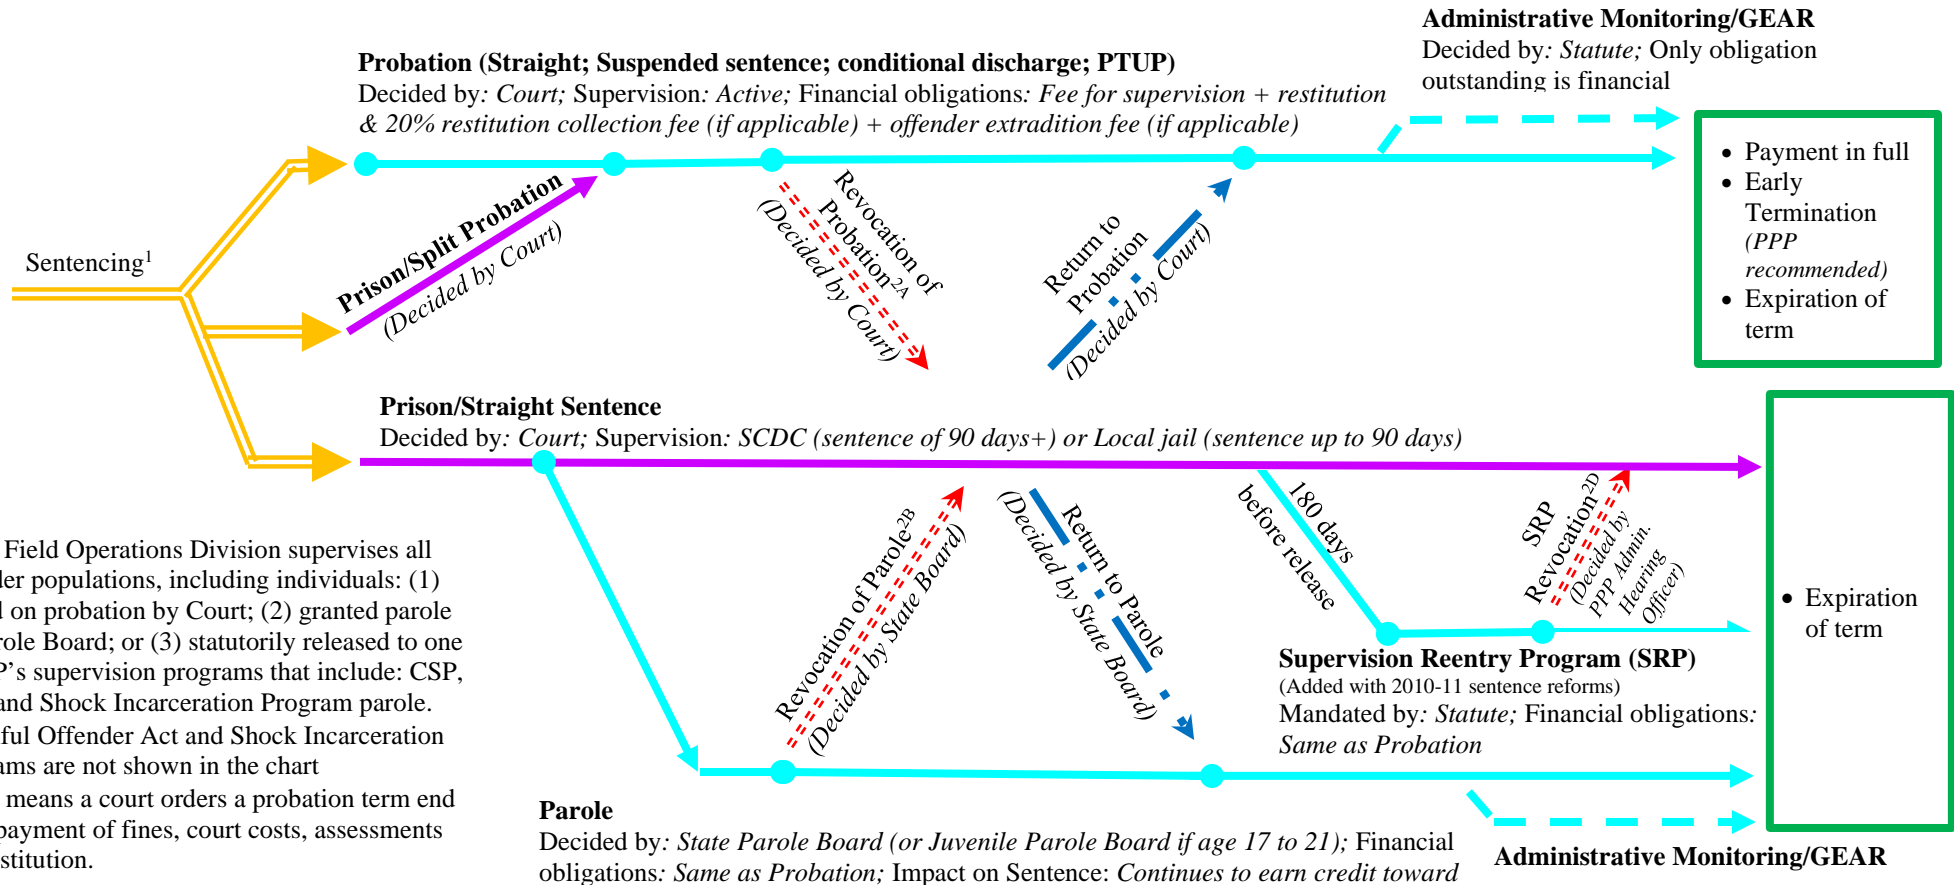 Administrative Monitoring/GEAR
Decided by: Statute; Only obligation
outstanding is financial
Probation (Straight; Suspended sentence; conditional discharge; PTUP)
Decided by: Court; Supervision: Active; Financial obligations: Fee for supervision + restitution
& 20% restitution collection fee (if applicable) + offender extradition fee (if applicable)
• Payment in full
• Early
Termination
(PPP
recommended)
• Expiration of
term
Sentencing1
Prison/Split Probation
(Decided by Court)
Revocation of
Probation2A
(Decided by Court)
Return to
Probation
(Decided by Court)
Prison/Straight Sentence
Decided by: Court; Supervision: SCDC (sentence of 90 days+) or Local jail (sentence up to 90 days)
Revocation of Parole2B
(Decided by State Board)
Return to Parole
(Decided by State Board)
180 days
before release
SRP
Revocation2D
(Decided by
PPP Admin.
Hearing
Officer)
• Expiration
of term
Supervision Reentry Program (SRP)
(Added with 2010-11 sentence reforms)
Mandated by: Statute; Financial obligations:
Same as Probation
Field Operations Division supervises all
der populations, including individuals: (1)
d on probation by Court; (2) granted parole
role Board; or (3) statutorily released to one
P's supervision programs that include: CSP,
and Shock Incarceration Program parole.
ful Offender Act and Shock Incarceration
ams are not shown in the chart
means a court orders a probation term end
payment of fines, court costs, assessments
stitution.
Parole
Decided by: State Parole Board (or Juvenile Parole Board if age 17 to 21); Financial
obligations: Same as Probation; Impact on Sentence: Continues to earn credit toward
Administrative Monitoring/GEAR